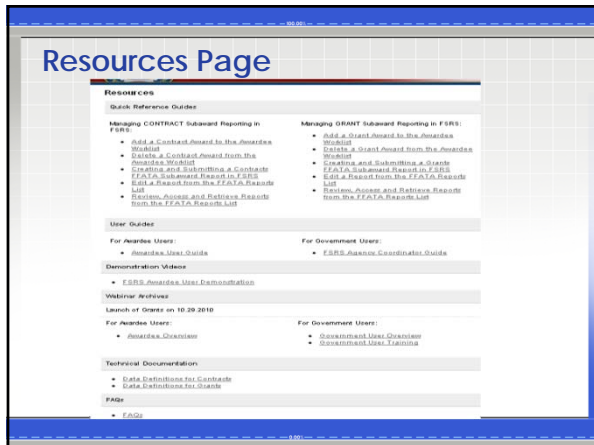 100.001
Resources Page
Resources
Quick Reference Guides
Managing CONTRACT Subaward Reporting in
FSRS:
• Add a Contract Award to the Awardee
Worklist
• Delete a Contract Award from the
Awardee Worklist
• Creating and Submitting a Contracts
FFATA Subaward Report in FSRS
• Edit a Report from the FFATA Reports
List
• Review, Access and Retrieve Reports
from the FFATA Reports List
Managing GRANT Subaward Reporting in FSRS:
• Add a Grant Award to the Awardee
Worklist
• Delete a Grant Award from the Awardee
Worklist
• Creating and Submitting a Grants
FFATA Subaward Report in FSRS
• Edit a Report from the FFATA Reports
List
• Review, Access and Retrieve Reports
from the FFATA Reports List
User Guides
For Awardee Users:
• Awardee User Guide
For Government Users:
• FSRS Agency Coordinator Guide
Demonstration Videos
• FSRS Awardee User Demonstration
Webinar Archives
Launch of Grants on 10.29.2010
For Awardee Users:
• Awardee Overview
For Government Users:
• Government User Overview
• Government User Training
Technical Documentation
• Data Definitions for Contracts
• Data Definitions for Grants
FAQs
• FAQs
0.001